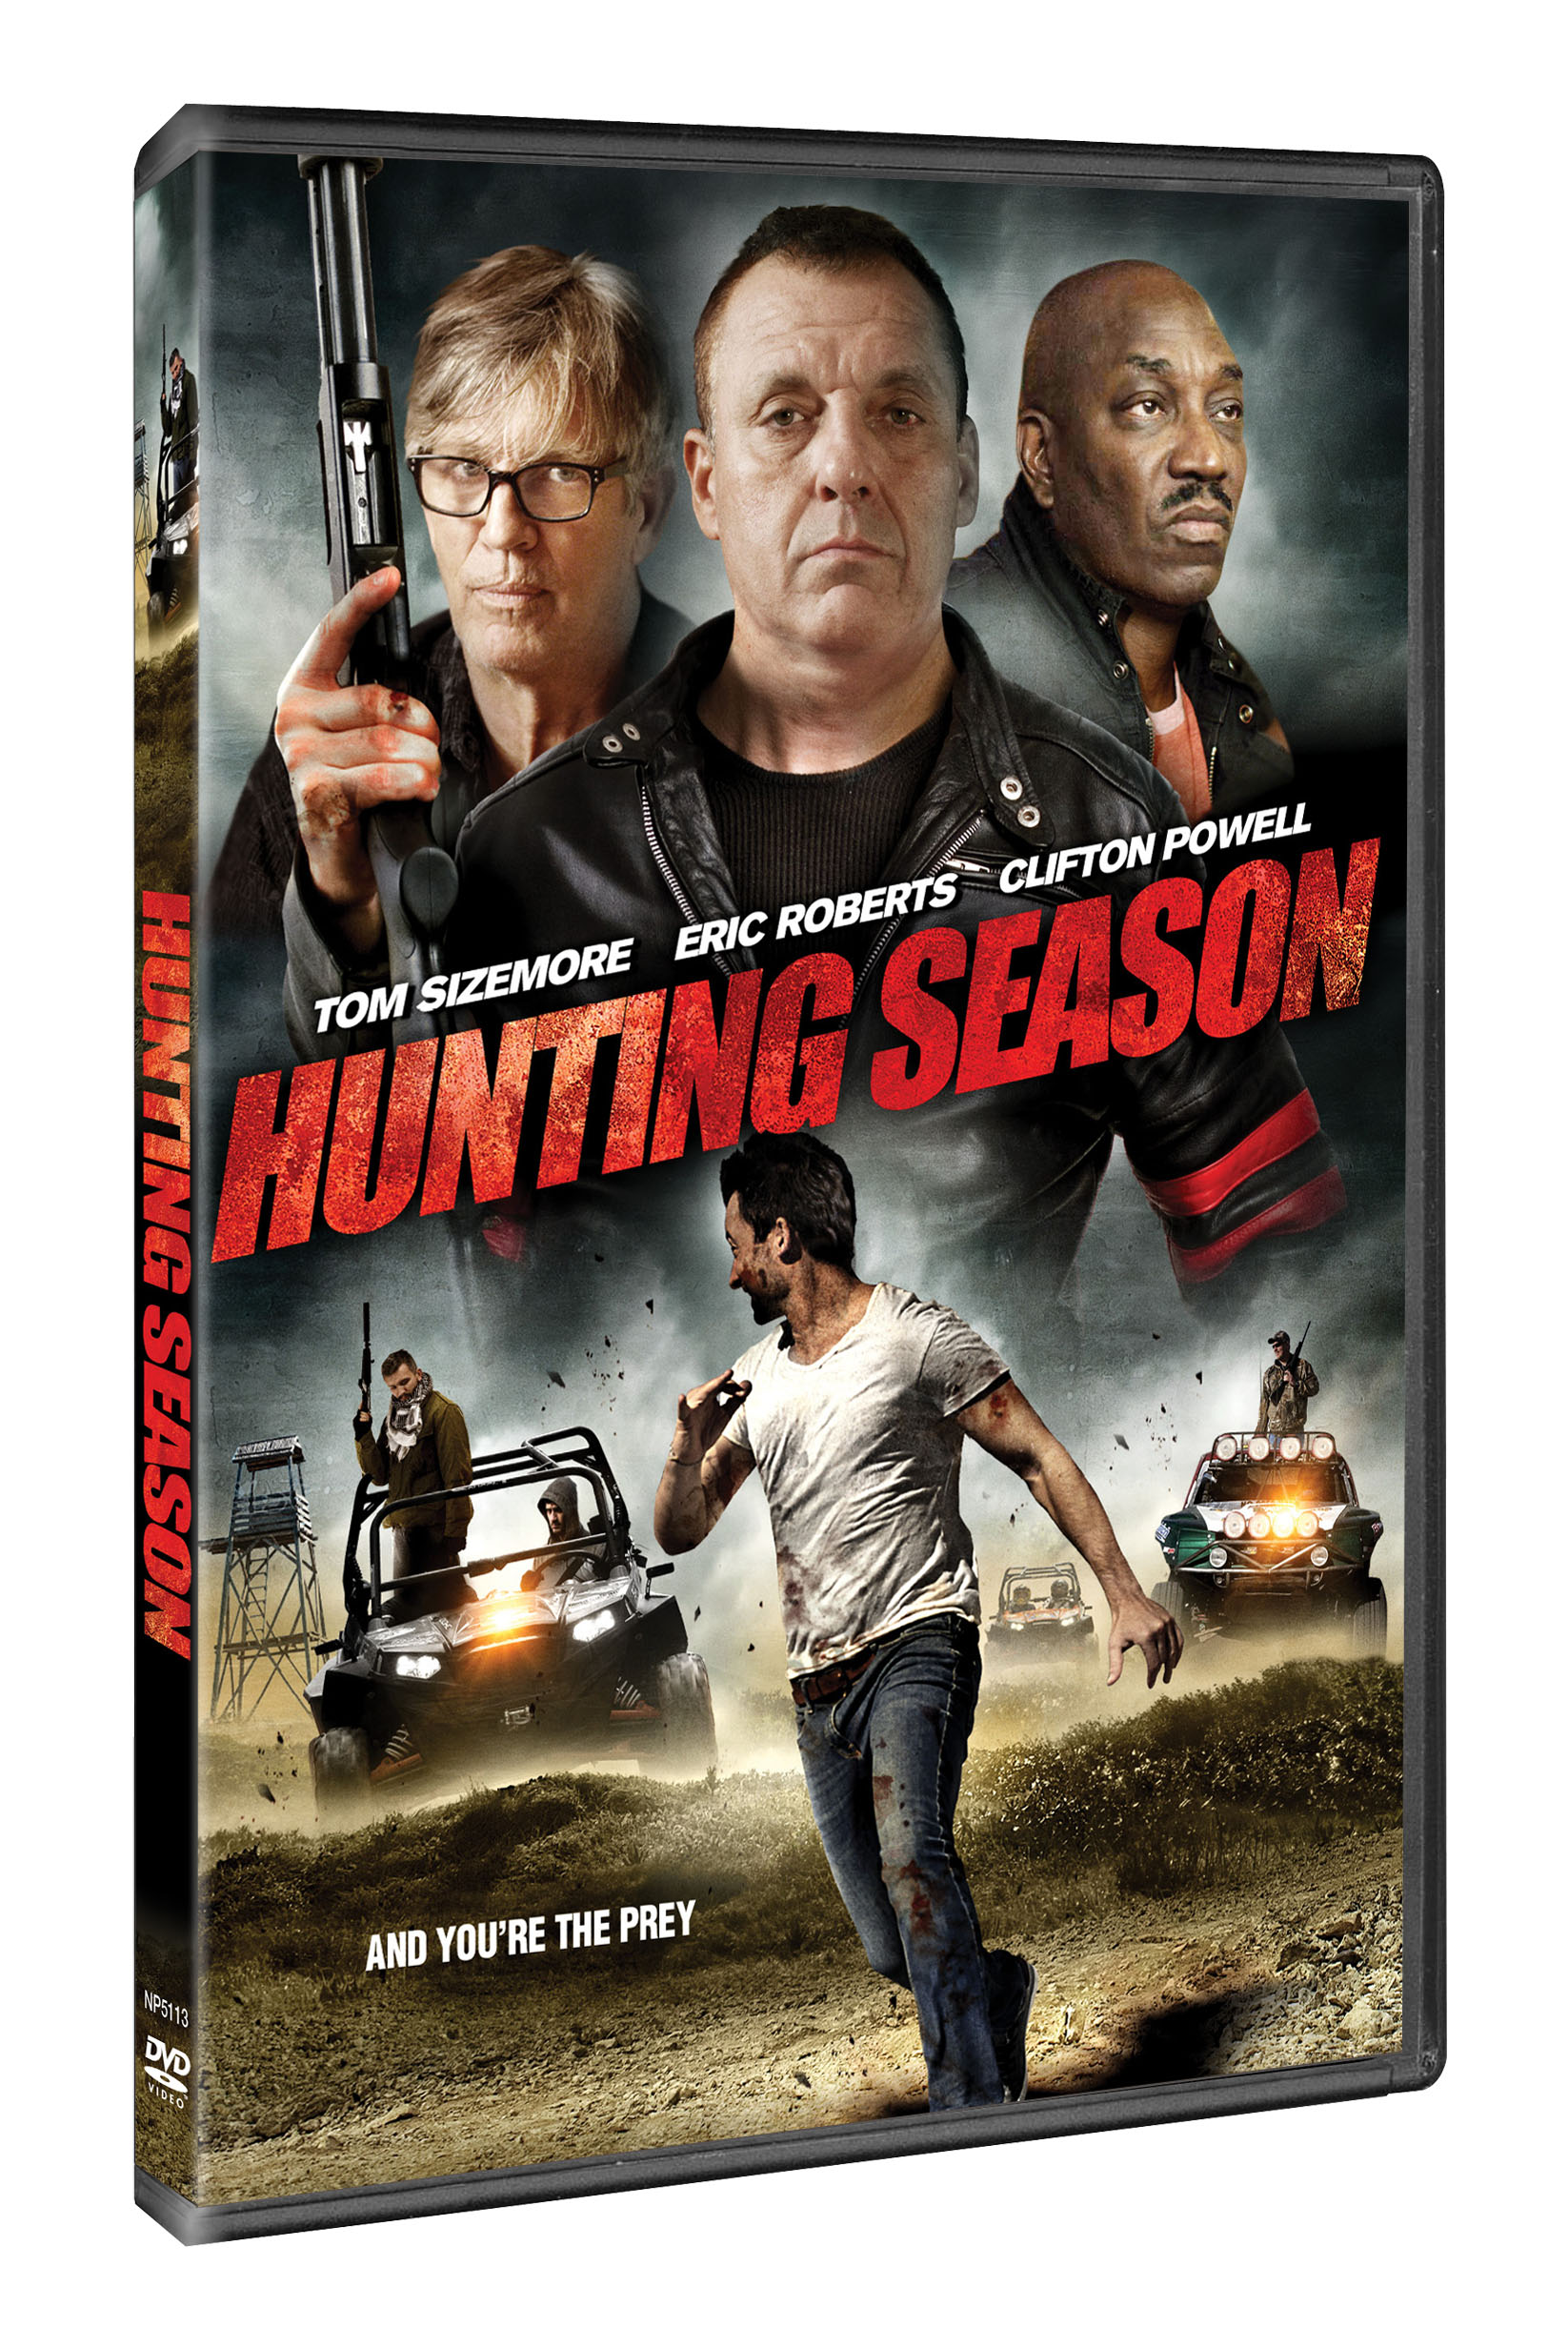 TOM SIZEMORE ERIC ROBERTS CLIFTON POWELL
HUNTING SEASON
AND YOU'RE THE PREY
HUNTING SEASON
NP5113
DVD
VIDEO